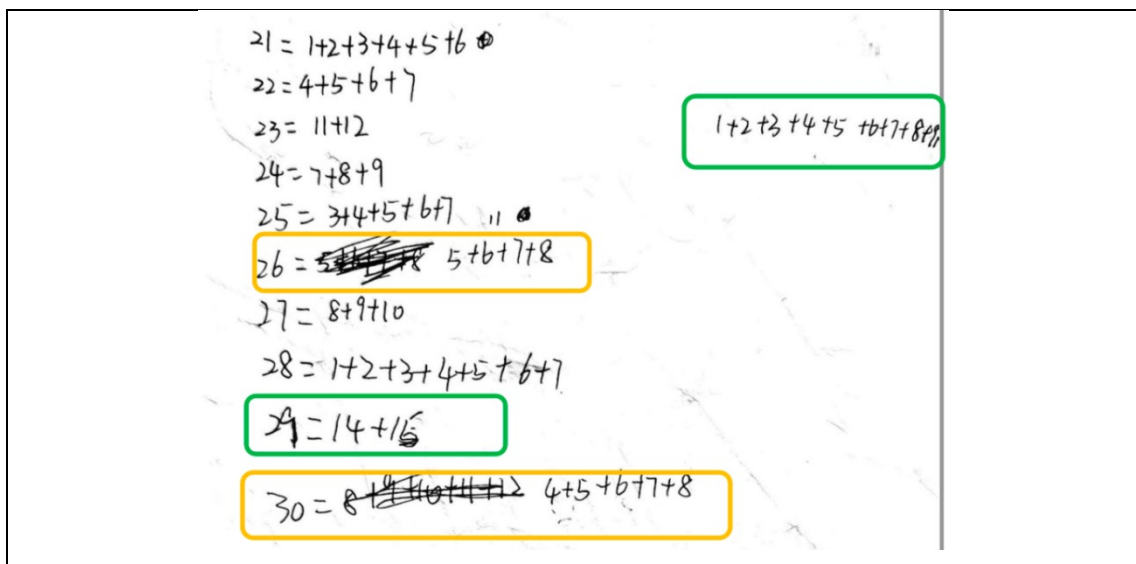 21 = 1+2+3+4+5+6
22 = 4+5+6+7
23 = 11+12
1+2+3+4+5+6+7+8+9
24 = 7+8+9
25 = 3+4+5+6+7
26 = 5+6+7+8
27 = 8+9+10
28 = 1+2+3+4+5+6+7
29 = 14+15
30 = 4+5+6+7+8